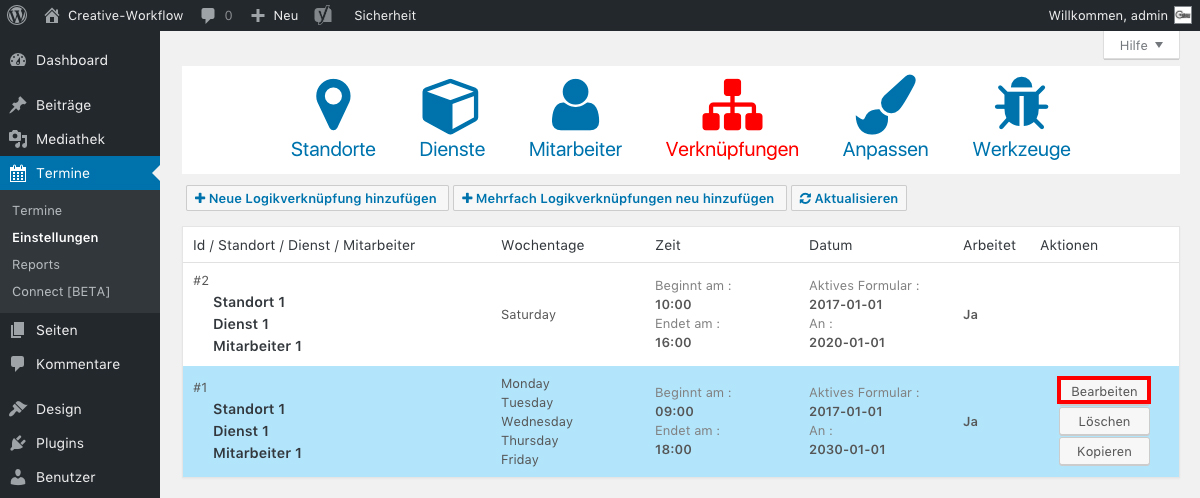 Creative-Workflow 0 Neu Sicherheit Willkommen, admin
Hilfe
Dashboard
Beiträge
Mediathek
Termine
Termine
Einstellungen
Reports
Connect [BETA]
Seiten
Kommentare
Design
Plugins
Benutzer
Standorte Dienste Mitarbeiter Verknüpfungen Anpassen Werkzeuge
Neue Logikverknüpfung hinzufügen Mehrfach Logikverknüpfungen neu hinzufügen Aktualisieren
Id / Standort / Dienst / Mitarbeiter Wochentage Zeit Datum Arbeitet Aktionen
#2
Standort 1
Dienst 1
Mitarbeiter 1
Saturday
Beginnt am :
10:00
Endet am :
16:00
Aktives Formular :
2017-01-01
An :
2020-01-01
Ja
#1
Standort 1
Dienst 1
Mitarbeiter 1
Monday
Tuesday
Wednesday
Thursday
Friday
Beginnt am :
09:00
Endet am :
18:00
Aktives Formular :
2017-01-01
An :
2030-01-01
Ja
Bearbeiten
Löschen
Kopieren